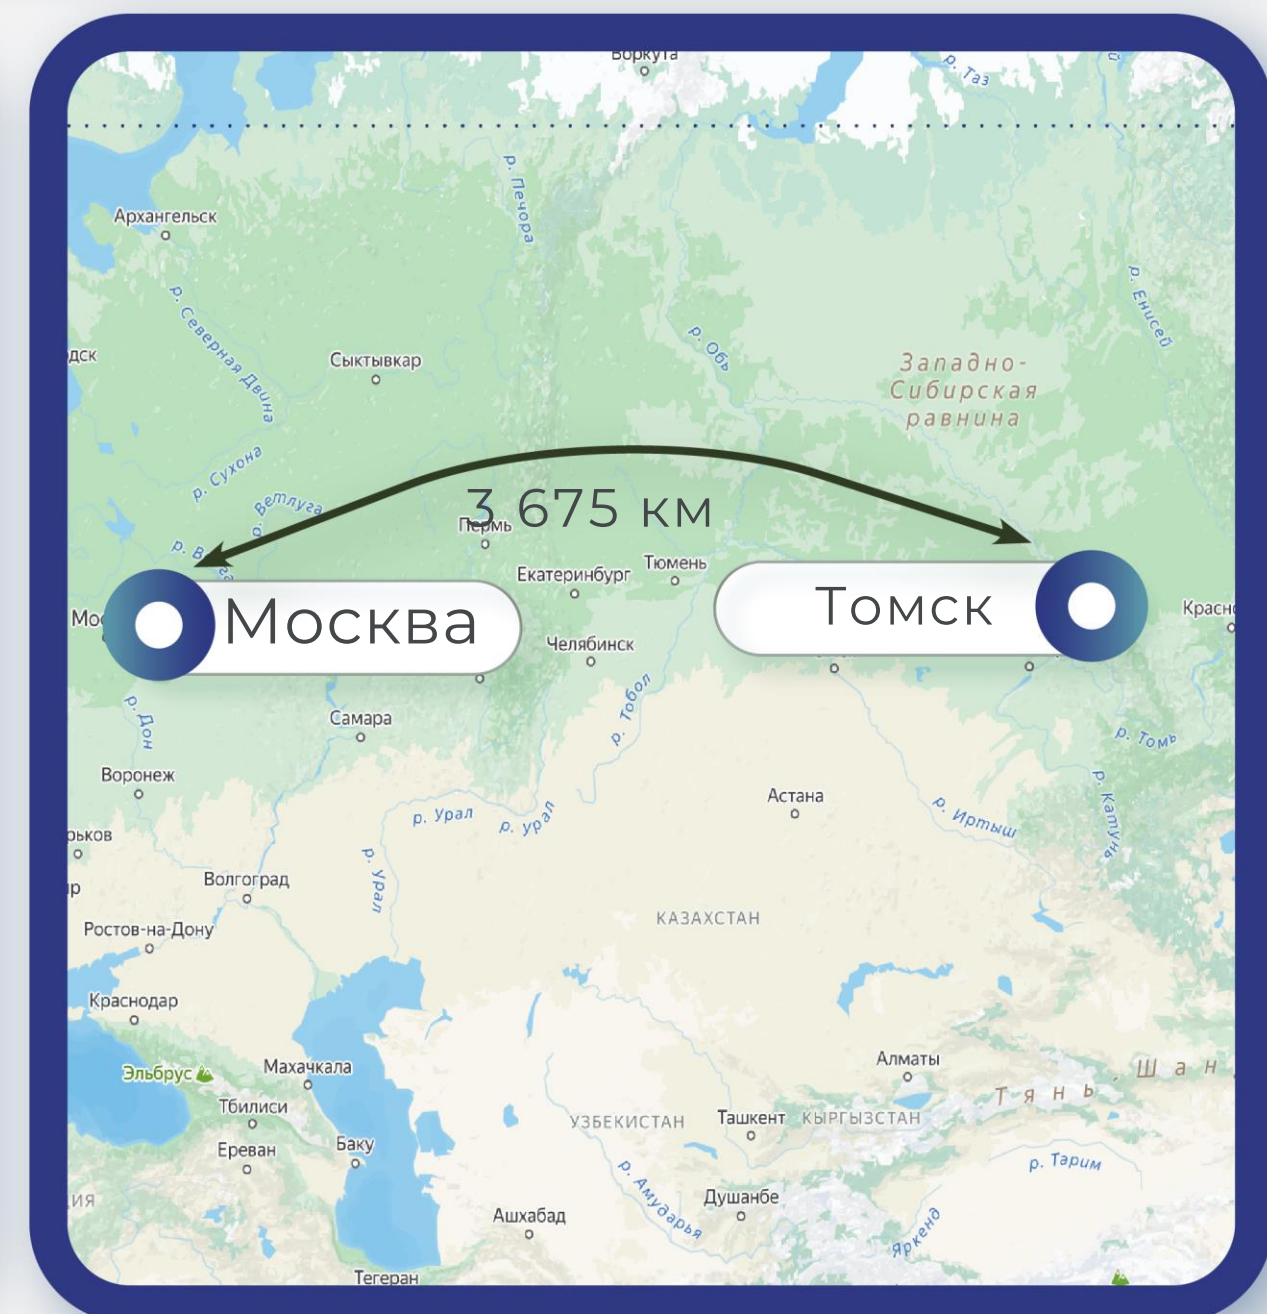 Воркута
р. Таз
р. Печора
Архангельск
р. Енисей
р. Северная Двина
р. Обь
Сыктывкар
Западно-
Сибирская
равнина
р. Сухона
р. Ветлуга
3 675 км
Пермь
Екатеринбург
Тюмень
Москва
Томск
Челябинск
р. Тобол
р. Дон
Самара
р. Томь
Воронеж
Астана
р. Катунь
р. Урал
р. урал
р. Иртыш
р. Урал
Волгоград
КАЗАХСТАН
Ростов-на-Дону
Краснодар
Эльбрус
Махачкала
Алматы
Тянь Шан
Тбилиси
УЗБЕКИСТАН
Ташкент
КЫРГЫЗСТАН
Ереван
Баку
р. Тарим
р. Амударья
Душанбе
Ашхабад
Яркенд
Тегеран